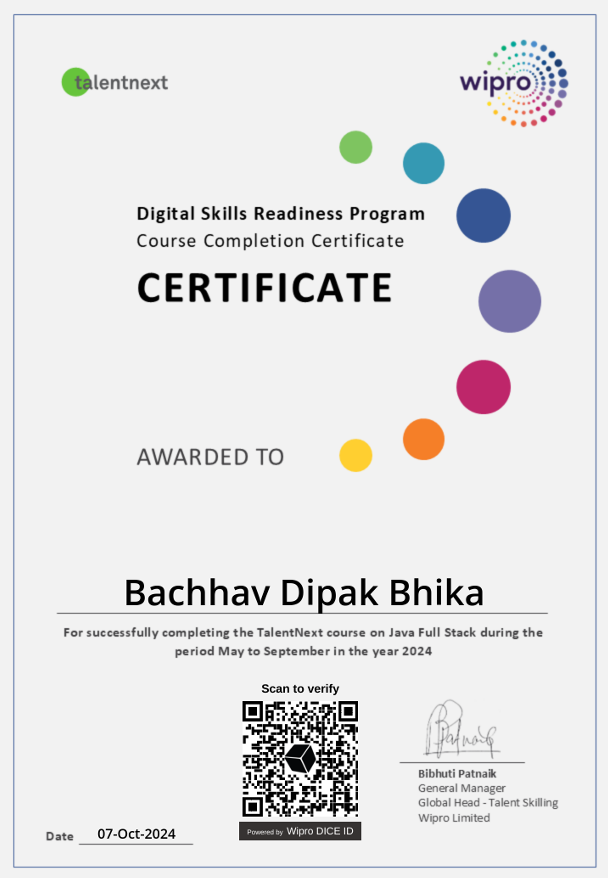 talentnext
wipro
Digital Skills Readiness Program
Course Completion Certificate
CERTIFICATE
AWARDED TO
Bachhav Dipak Bhika
For successfully completing the TalentNext course on Java Full Stack during the
period May to September in the year 2024
Scan to verify
Powered by Wipro DICE ID
Bibhuti Patnaik
General Manager
Global Head - Talent Skilling
Wipro Limited
Date 07-Oct-2024